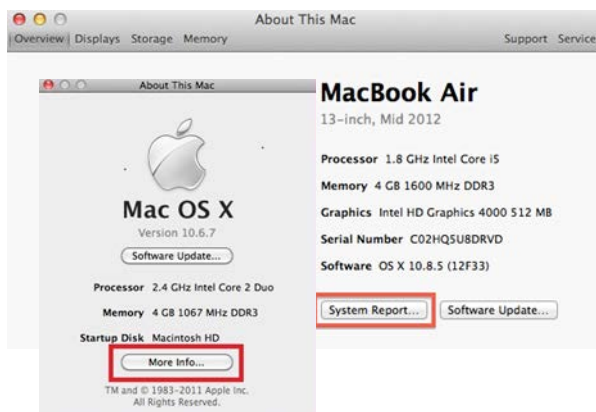 About This Mac
Overview Displays Storage Memory
Support Service
About This Mac
Mac OS X
Version 10.6.7
Software Update...
Processor 2.4 GHz Intel Core 2 Duo
Memory 4 GB 1067 MHz DDR3
Startup Disk Macintosh HD
More Info...
TM and © 1983-2011 Apple Inc.
All Rights Reserved.
MacBook Air
13-inch, Mid 2012
Processor 1.8 GHz Intel Core i5
Memory 4 GB 1600 MHz DDR3
Graphics Intel HD Graphics 4000 512 MB
Serial Number C02HQ5U8DRVD
Software OS X 10.8.5 (12F33)
System Report... Software Update...